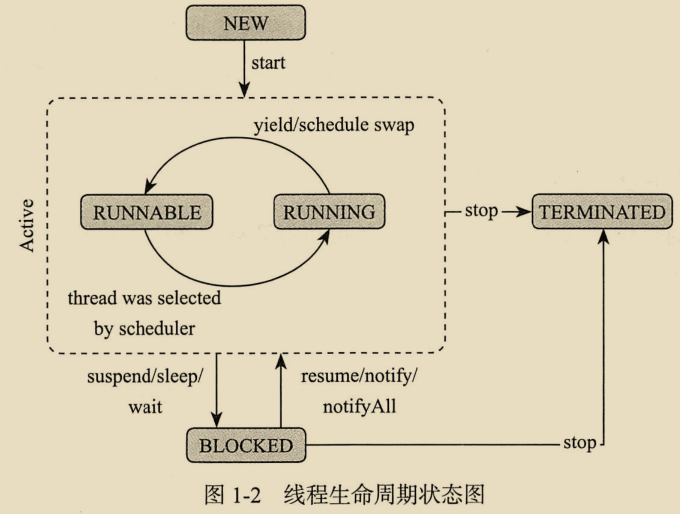 NEW
start
yield/schedule swap
Active
RUNNABLE
RUNNING
stop
TERMINATED
thread was selected
by scheduler
suspend/sleep/
wait
resume/notify/
notifyAll
BLOCKED
stop
图 1-2 线程生命周期状态图